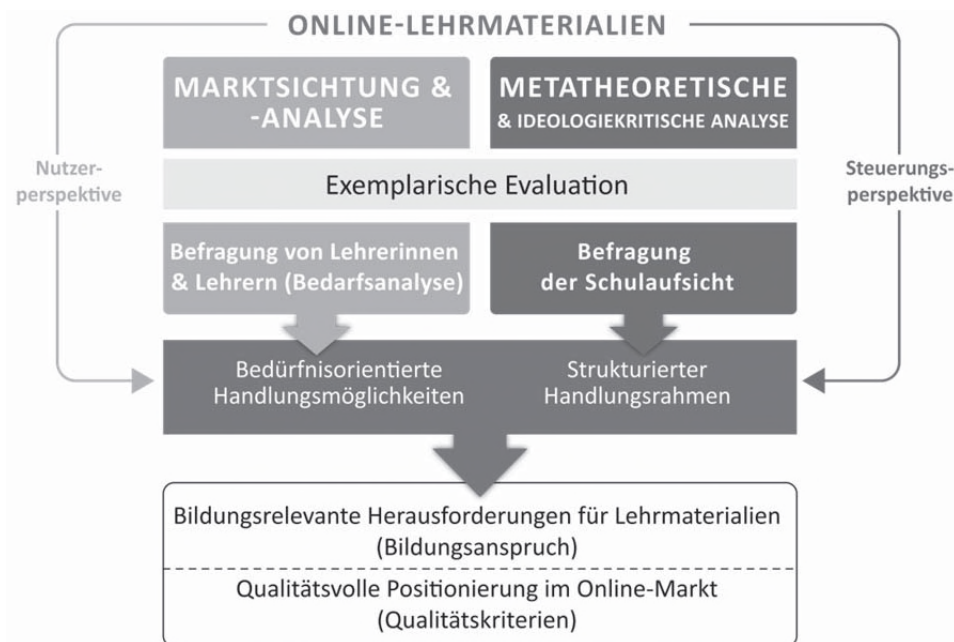 ONLINE-LEHRMATERIALIEN
MARKTSICHTUNG &
-ANALYSE
METATHEORETISCHE
& IDEOLOGIEKRITISCHE ANALYSE
Nutzer-
perspektive
Steuerungs-
perspektive
Exemplarische Evaluation
Befragung von Lehrerinnen
& Lehrern (Bedarfsanalyse)
Befragung
der Schulaufsicht
Bedürfnisorientierte
Handlungsmöglichkeiten
Strukturierter
Handlungsrahmen
Bildungsrelevante Herausforderungen für Lehrmaterialien
(Bildungsanspruch)
Qualitätsvolle Positionierung im Online-Markt
(Qualitätskriterien)